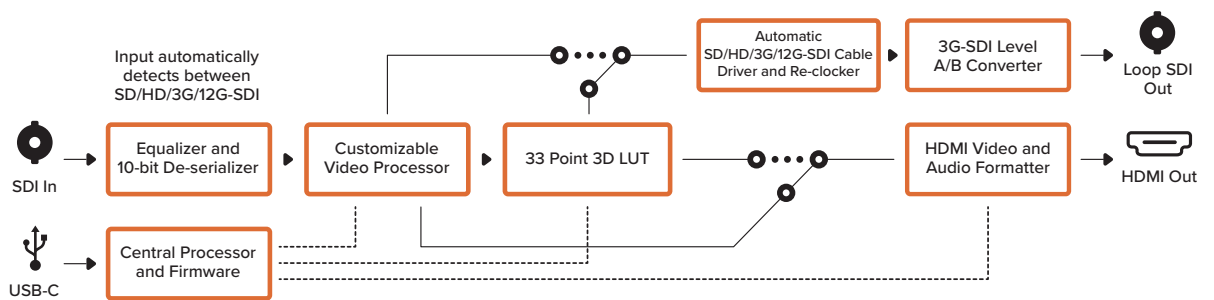 Input automatically
detects between
SD/HD/3G/12G-SDI
Automatic
SD/HD/3G/12G-SDI Cable
Driver and Re-clocker
3G-SDI Level
A/B Converter
Loop SDI
Out
SDI In
Equalizer and
10-bit De-serializer
Customizable
Video Processor
33 Point 3D LUT
HDMI Video and
Audio Formatter
HDMI Out
USB-C
Central Processor
and Firmware